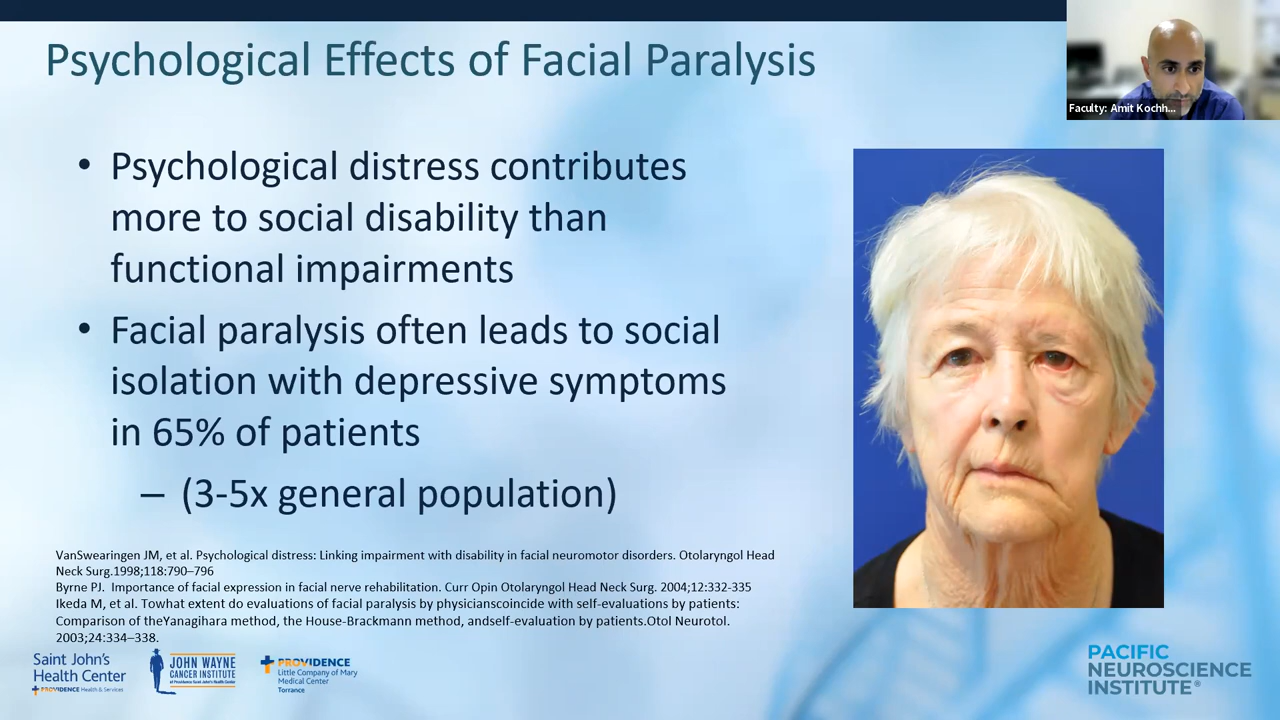 Psychological Effects of Facial Paralysis
Faculty: Amit Kochh...
• Psychological distress contributes
more to social disability than
functional impairments
• Facial paralysis often leads to social
isolation with depressive symptoms
in 65% of patients
– (3-5x general population)
VanSwearingen JM, et al. Psychological distress: Linking impairment with disability in facial neuromotor disorders. Otolaryngol Head
Neck Surg.1998;118:790–796
Byrne PJ. Importance of facial expression in facial nerve rehabilitation. Curr Opin Otolaryngol Head Neck Surg. 2004;12:332-335
Ikeda M, et al. Towhat extent do evaluations of facial paralysis by physicianscoincide with self-evaluations by patients:
Comparison of theYanagihara method, the House-Brackmann method, andself-evaluation by patients.Otol Neurotol.
2003;24:334–338.
Saint John's
Health Center
PROVIDENCE Health & Services
JOHN WAYNE
CANCER INSTITUTE
at Providence Saint John's Health Center
PROVIDENCE
Little Company of Mary
Medical Center
Torrance
PACIFIC
NEUROSCIENCE
INSTITUTE®